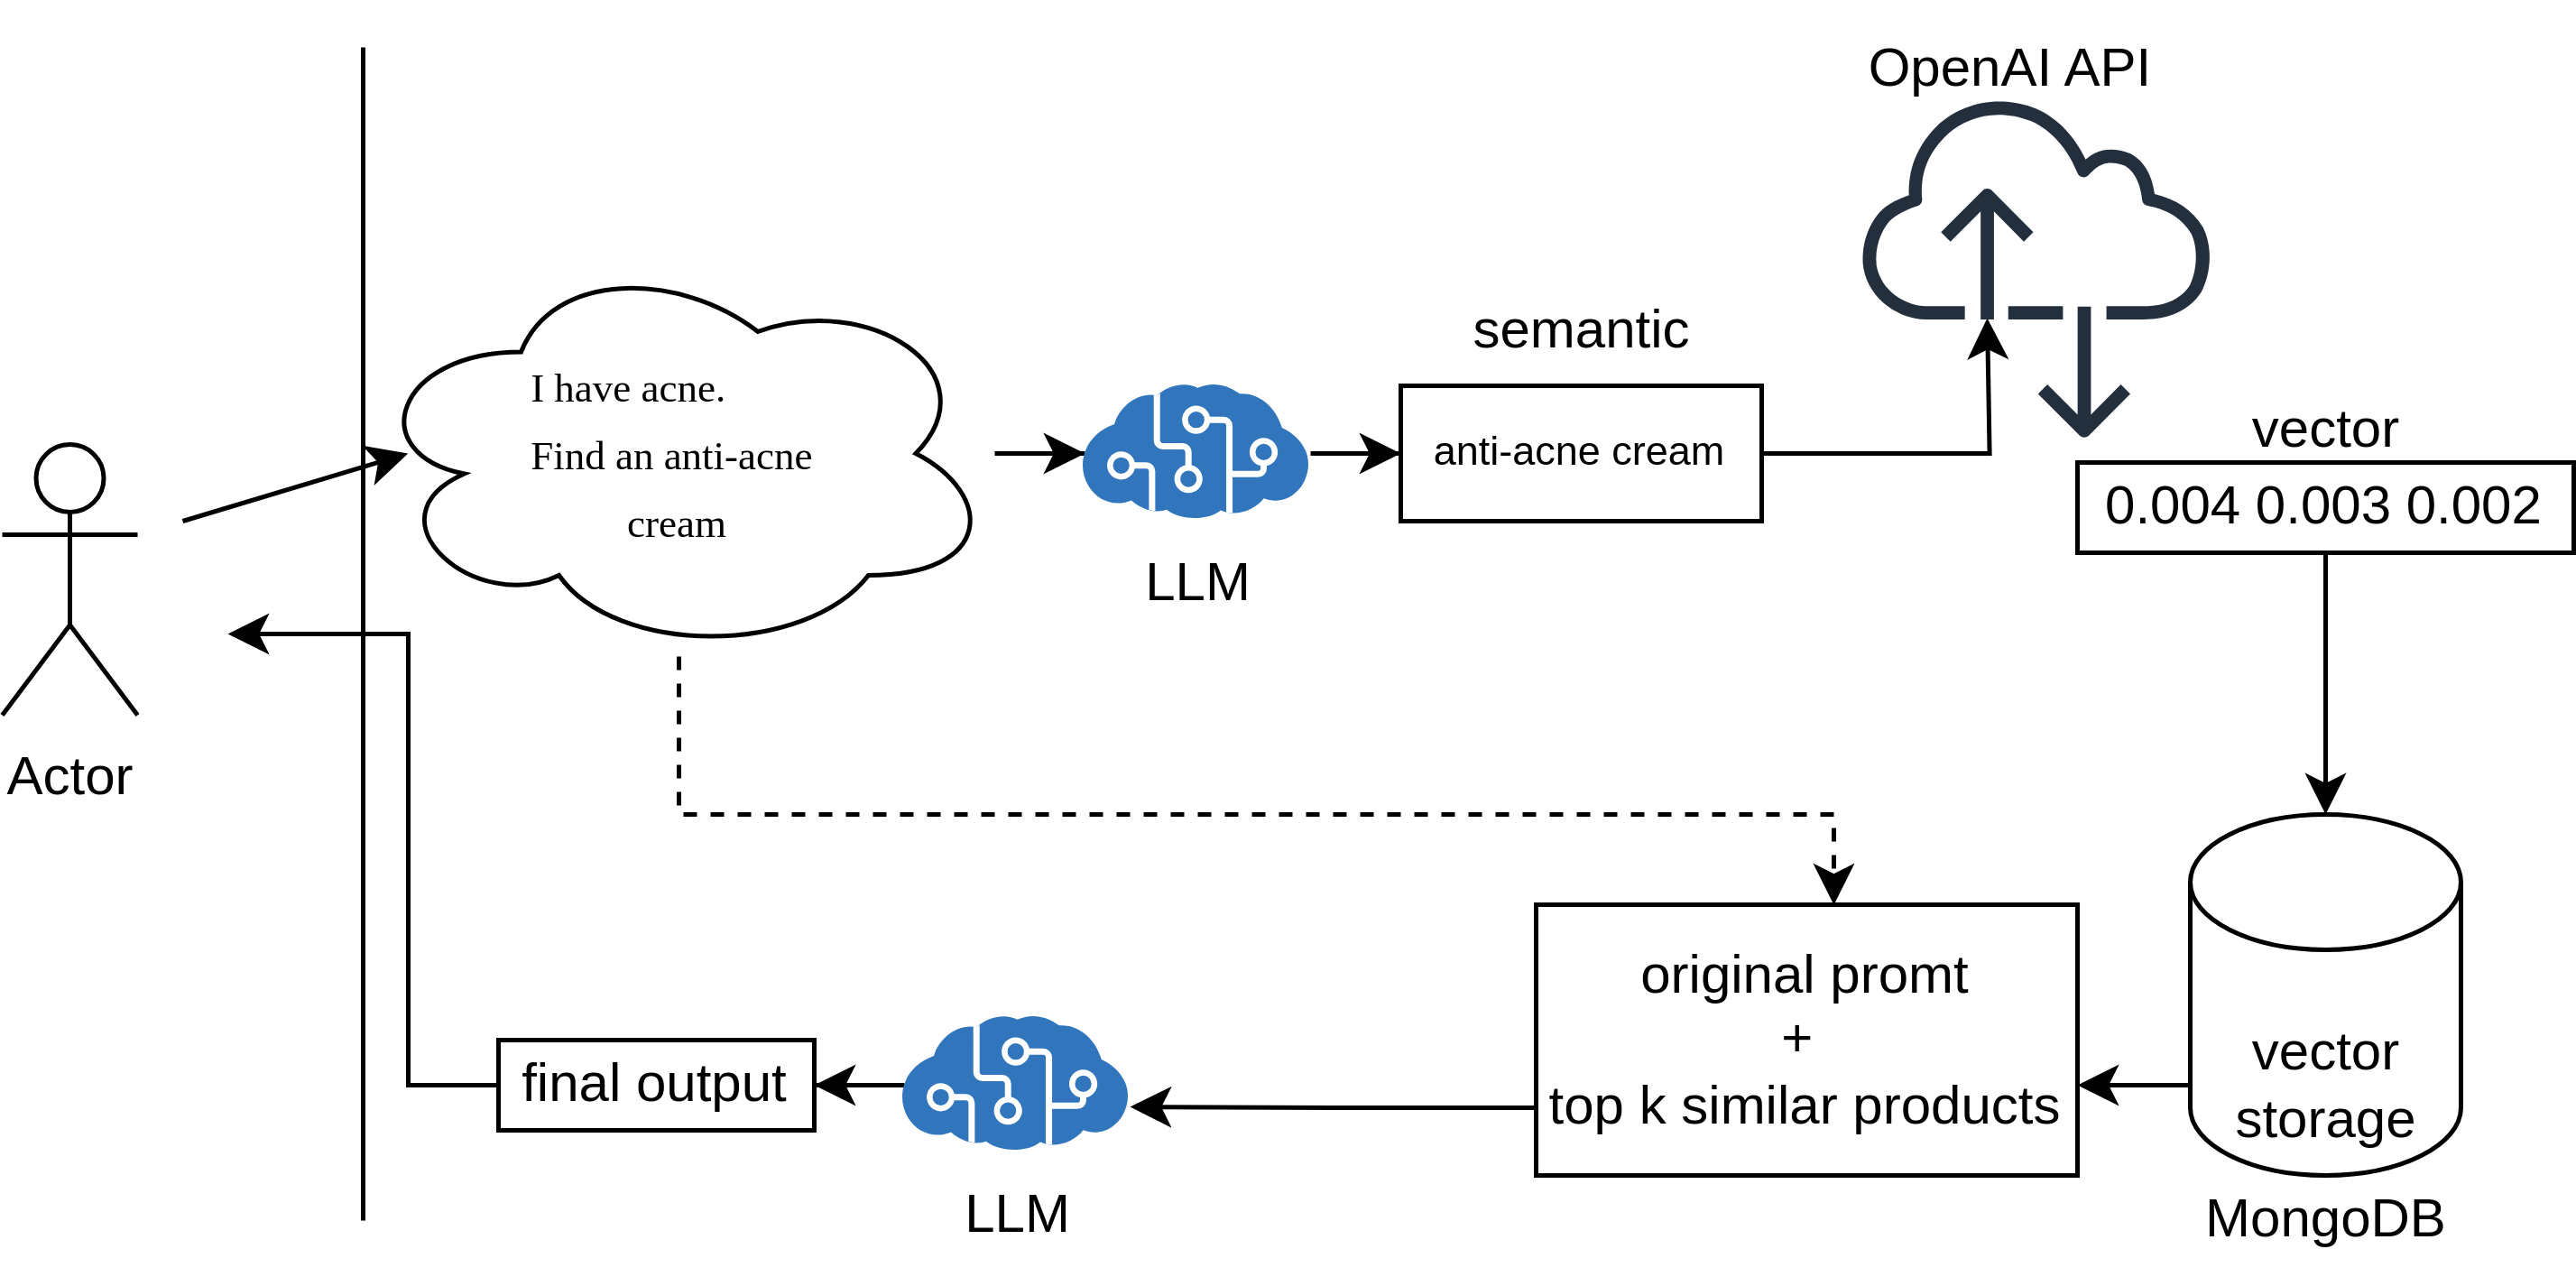 OpenAI API
I have acne.
Find an anti-acne
cream
LLM
semantic
anti-acne cream
vector
0.004 0.003 0.002
Actor
original promt
+
top k similar products
vector
storage
MongoDB
LLM
final output